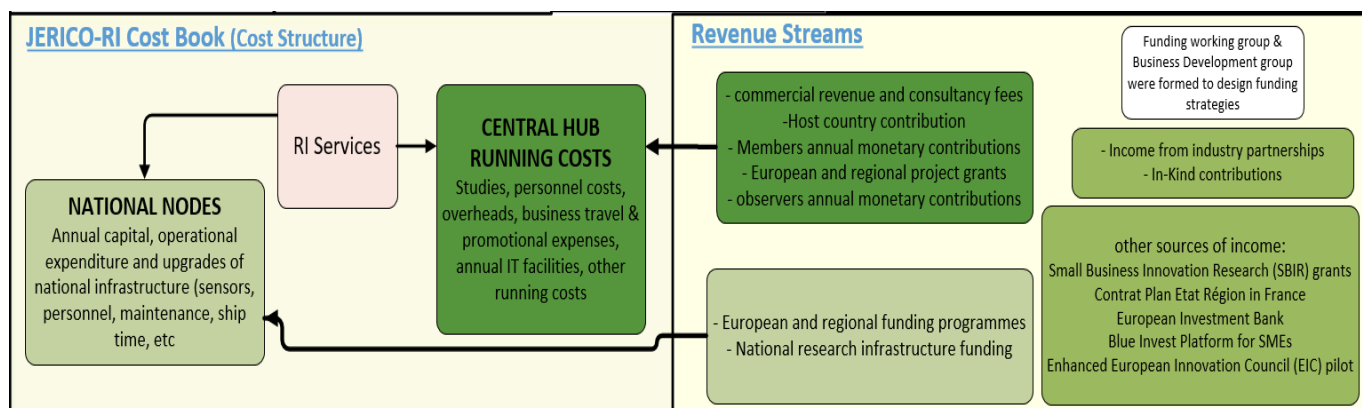 JERICO-RI Cost Book (Cost Structure)
RI Services
NATIONAL NODES
Annual capital, operational
expenditure and upgrades of
national infrastructure (sensors,
personnel, maintenance, ship
time, etc
CENTRAL HUB
RUNNING COSTS
Studies, personnel costs,
overheads, business travel &
promotional expenses,
annual IT facilities, other
running costs
Revenue Streams
- commercial revenue and consultancy fees
-Host country contribution
- Members annual monetary contributions
- European and regional project grants
- observers annual monetary contributions
- European and regional funding programmes
- National research infrastructure funding
Funding working group &
Business Development group
were formed to design funding
strategies
- Income from industry partnerships
- In-Kind contributions
other sources of income:
Small Business Innovation Research (SBIR) grants
Contrat Plan Etat Région in France
European Investment Bank
Blue Invest Platform for SMEs
Enhanced European Innovation Council (EIC) pilot